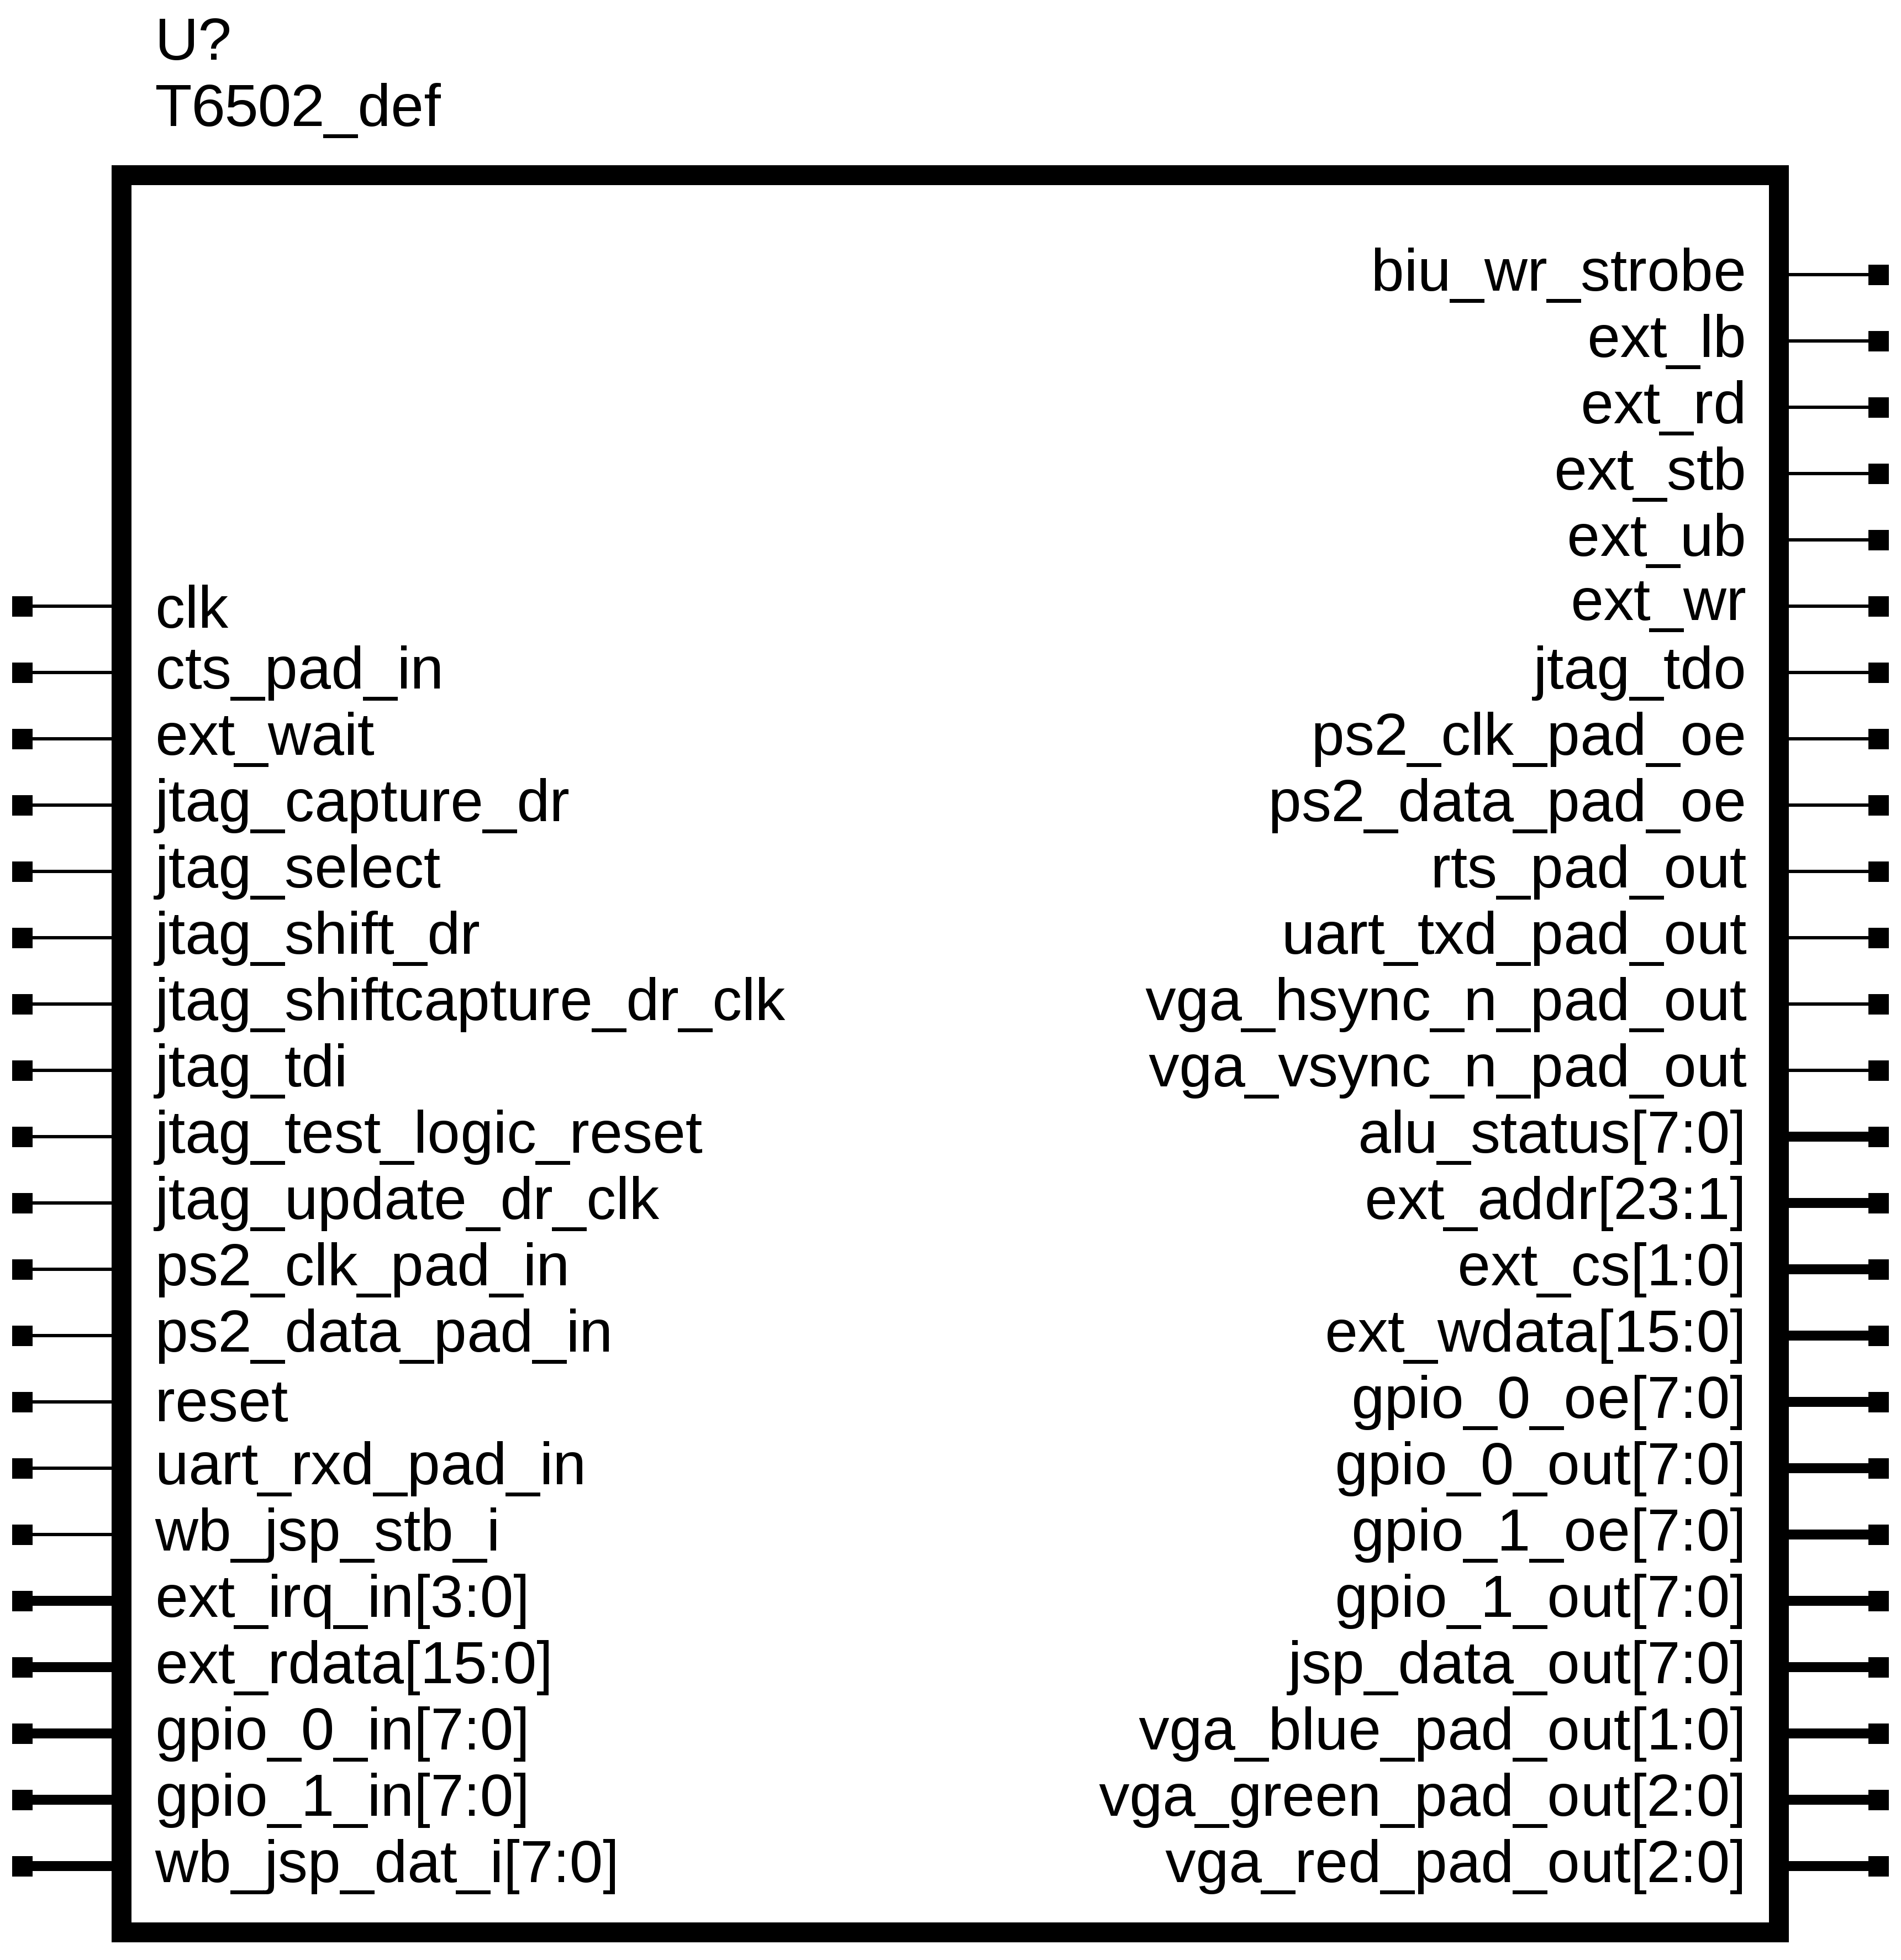 U?
T6502_def
biu_wr_strobe
ext_lb
ext_rd
ext_stb
ext_ub
clk
ext_wr
cts_pad_in
jtag_tdo
ext_wait
ps2_clk_pad_oe
jtag_capture_dr
ps2_data_pad_oe
jtag_select
rts_pad_out
jtag_shift_dr
uart_txd_pad_out
jtag_shiftcapture_dr_clk
vga_hsync_n_pad_out
jtag_tdi
vga_vsync_n_pad_out
jtag_test_logic_reset
alu_status[7:0]
jtag_update_dr_clk
ext_addr[23:1]
ps2_clk_pad_in
ext_cs[1:0]
ps2_data_pad_in
ext_wdata[15:0]
reset
gpio_0_oe[7:0]
uart_rxd_pad_in
gpio_0_out[7:0]
wb_jsp_stb_i
gpio_1_oe[7:0]
ext_irq_in[3:0]
gpio_1_out[7:0]
ext_rdata[15:0]
jsp_data_out[7:0]
gpio_0_in[7:0]
vga_blue_pad_out[1:0]
gpio_1_in[7:0]
vga_green_pad_out[2:0]
wb_jsp_dat_i[7:0]
vga_red_pad_out[2:0]